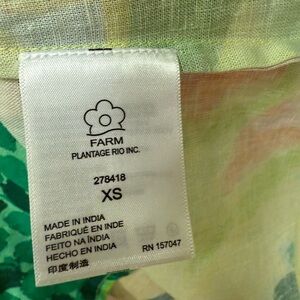 FARM
PLANTAGE RIO INC.
278418
XS
MADE IN INDIA
FABRIQUÉ EN INDE
FEITO NA ÍNDIA
HECHO EN INDIA
RN 157047
印度制造